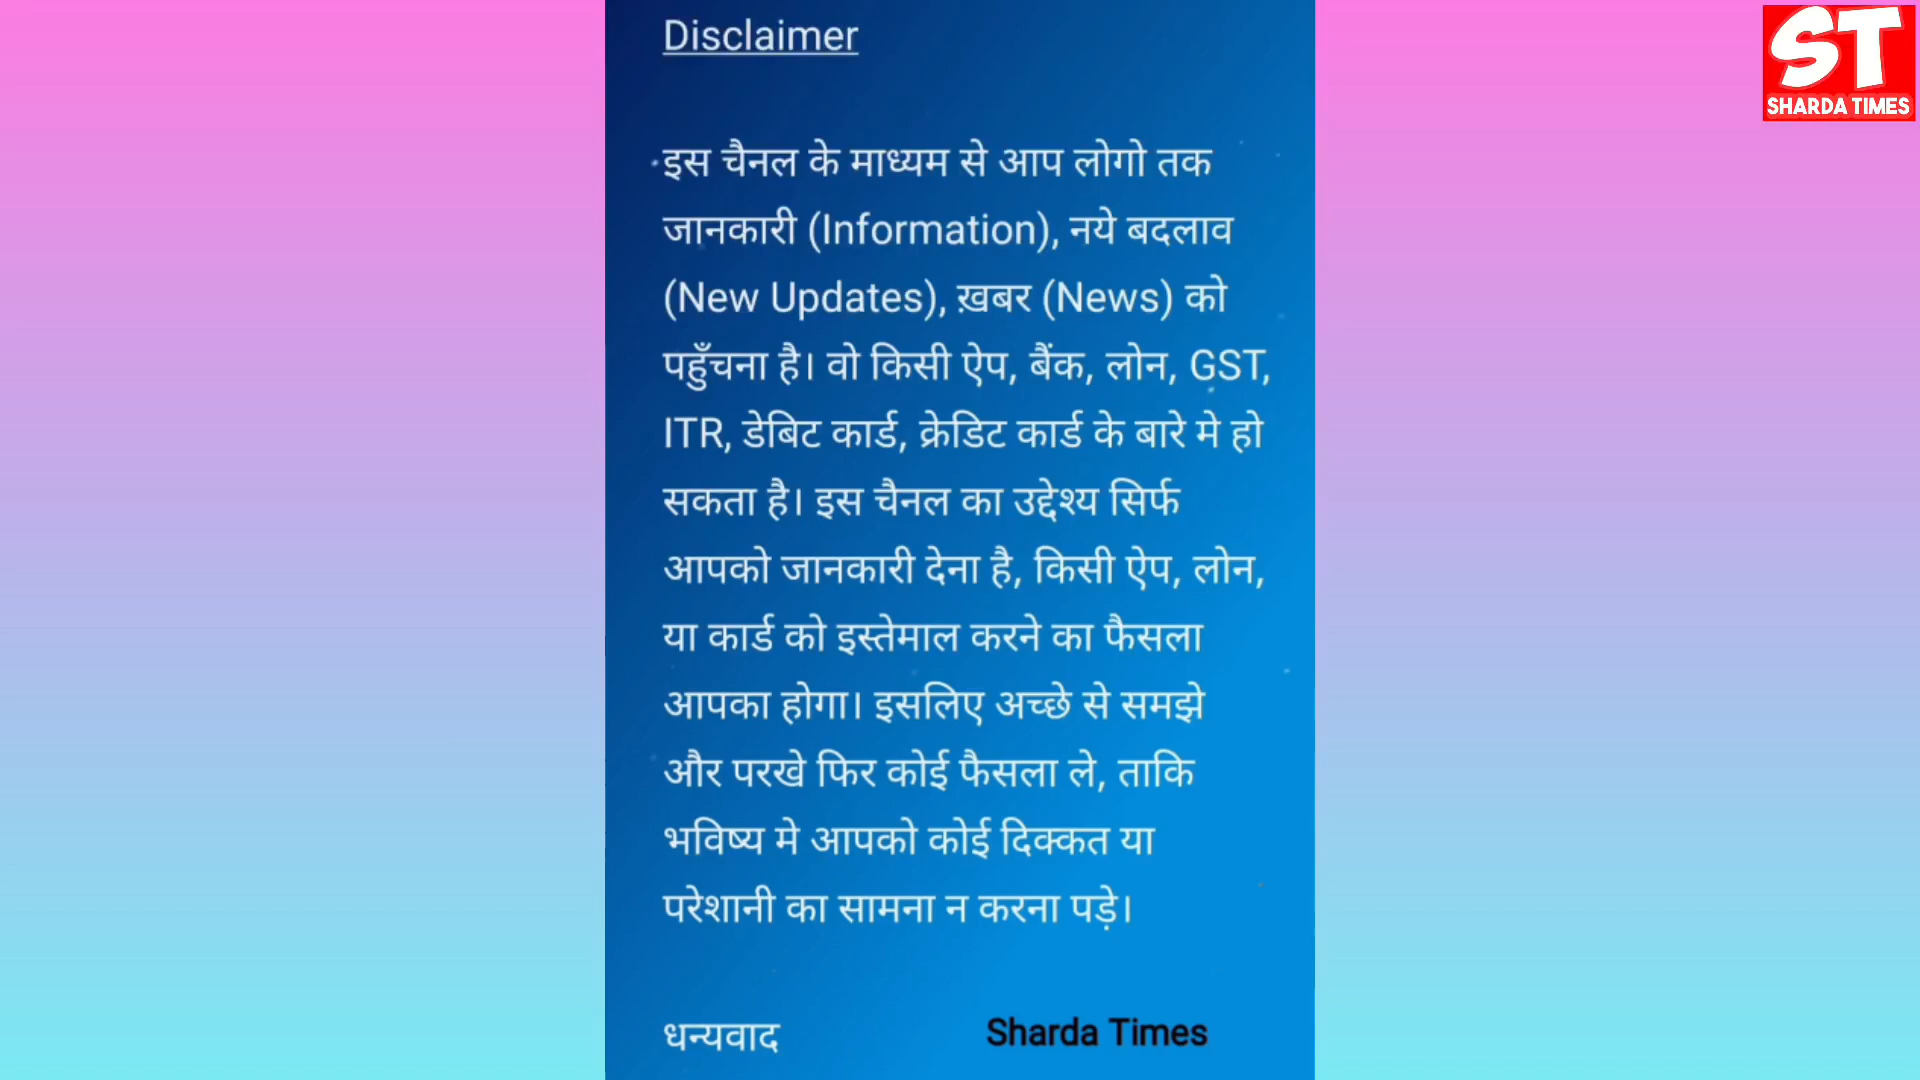 Disclaimer
ST
SHARDA TIMES
इस चैनल के माध्यम से आप लोगो तक
जानकारी (Information), नये बदलाव
(New Updates), ख़बर (News) को
पहुँचना है। वो किसी ऐप, बैंक, लोन, GST,
ITR, डेबिट कार्ड, क्रेडिट कार्ड के बारे मे हो
सकता है। इस चैनल का उद्देश्य सिर्फ
आपको जानकारी देना है, किसी ऐप, लोन,
या कार्ड को इस्तेमाल करने का फैसला
आपका होगा। इसलिए अच्छे से समझे
और परखे फिर कोई फैसला ले, ताकि
भविष्य मे आपको कोई दिक्कत या
परेशानी का सामना न करना पड़े।
धन्यवाद
Sharda Times